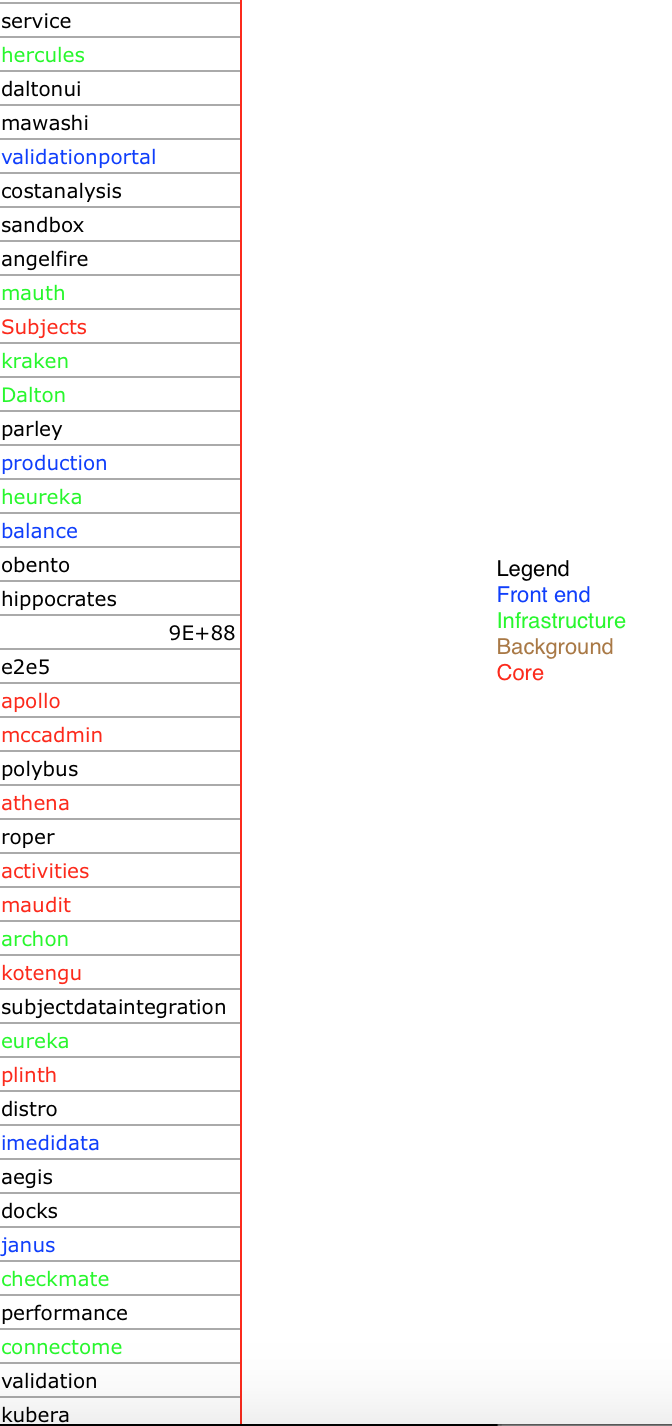 service
hercules
daltonui
mawashi
validationportal
costanalysis
sandbox
angelfire
mauth
Subjects
kraken
Dalton
parley
production
heureka
balance
obento
hippocrates
9E+88
e2e5
apollo
mccadmin
polybus
athena
roper
activities
maudit
archon
kotengu
subjectdataintegration
eureka
plinth
distro
imedidata
aegis
docks
janus
checkmate
performance
connectome
validation
kubera
Legend
Front end
Infrastructure
Background
Core